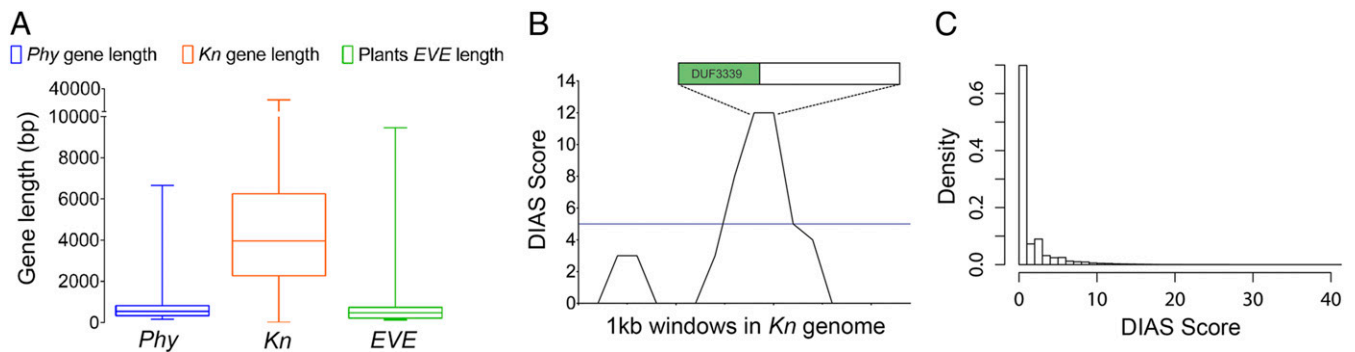 A
Phy gene length
Kn gene length
Plants EVE length
Gene length (bp)
40000
10000
8000
6000
4000
2000
0
Phy
Kn
EVE
B
DUF3339
DIAS Score
14
12
10
8
6
4
2
0
1kb windows in Kn genome
C
Density
0.6
0.4
0.2
0.0
0
10
20
30
40
DIAS Score